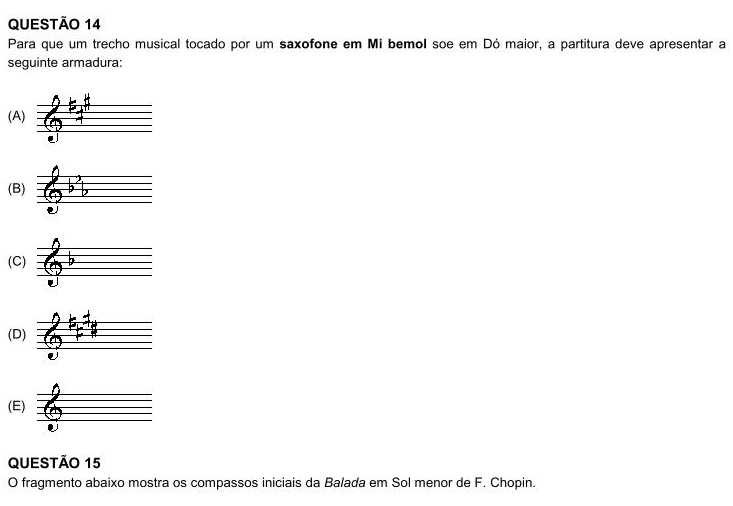 QUESTÃO 14
Para que um trecho musical tocado por um saxofone em Mi bemol soe em Dó maior, a partitura deve apresentar a
seguinte armadura:
(A)
(B)
(C)
(D)
(E)
QUESTÃO 15
O fragmento abaixo mostra os compassos iniciais da Balada em Sol menor de F. Chopin.